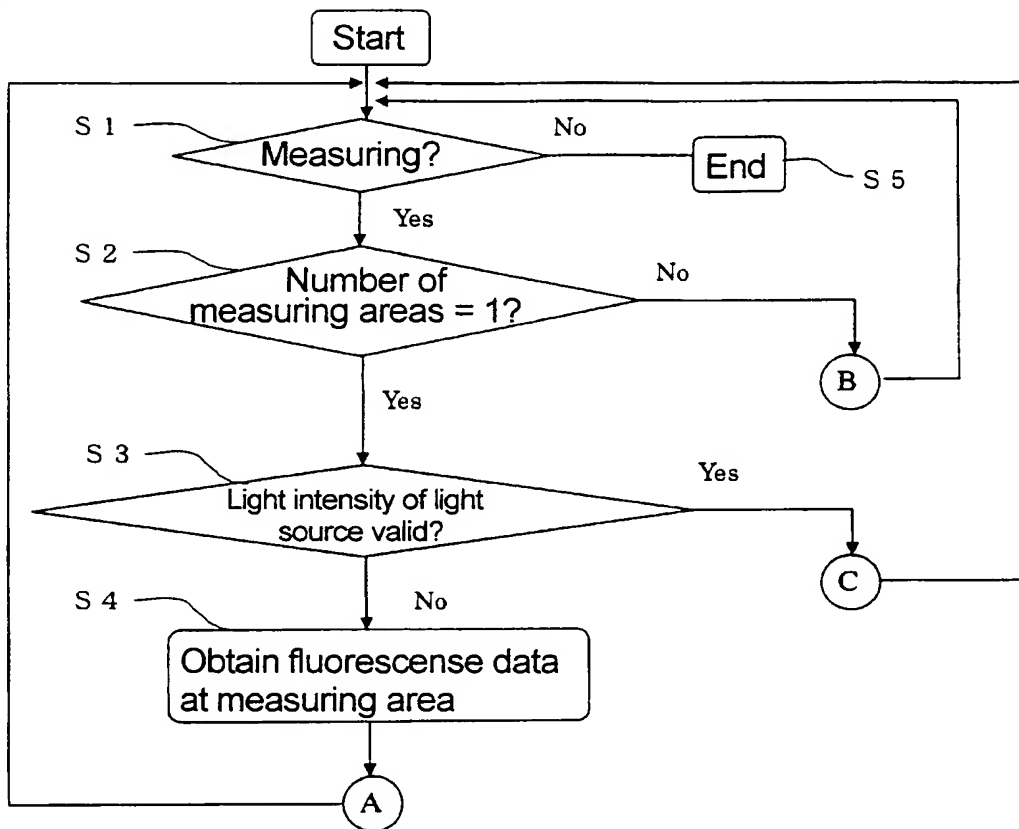 Start
S 1
Measuring?
No
End
S 5
Yes
S 2
Number of
measuring areas = 1?
No
B
Yes
S 3
Light intensity of light
source valid?
Yes
C
S 4
No
Obtain fluorescense data
at measuring area
A